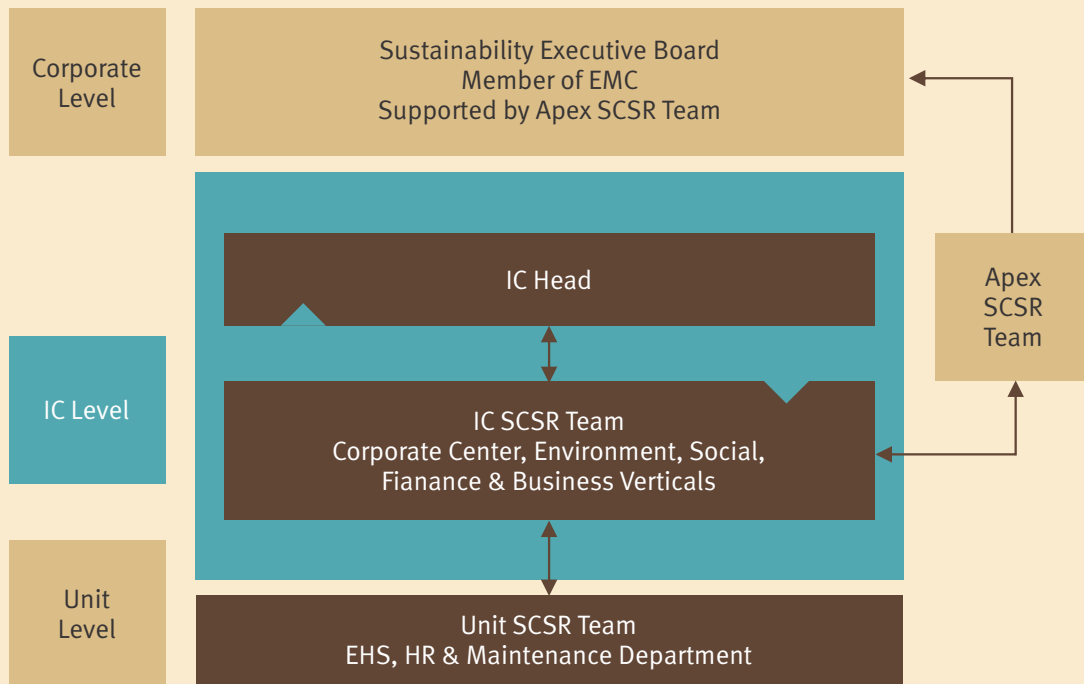 Corporate
Level
Sustainability Executive Board
Member of EMC
Supported by Apex SCSR Team
IC Head
Apex
SCSR
Team
IC Level
IC SCSR Team
Corporate Center, Environment, Social,
Fianance & Business Verticals
Unit
Level
Unit SCSR Team
EHS, HR & Maintenance Department